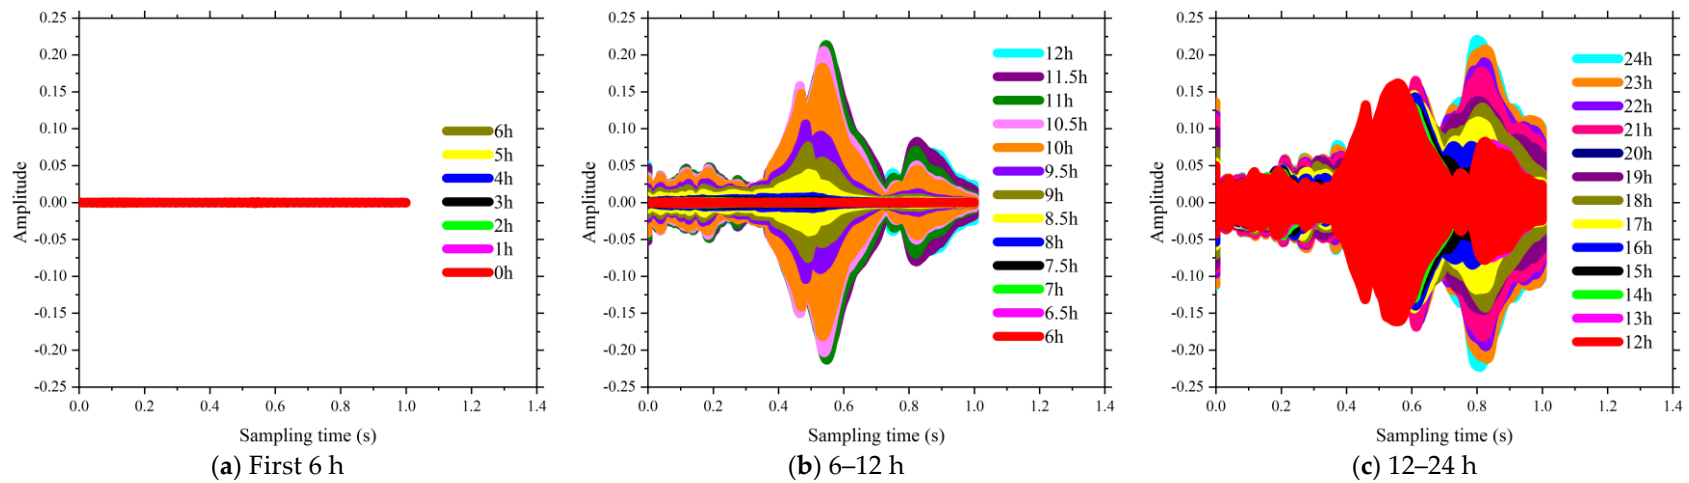 0.25
0.20
0.15
0.10
0.05
0.00
-0.05
-0.10
-0.15
-0.20
-0.25
Amplitude
6h
5h
4h
3h
2h
1h
0h
0.0 0.2 0.4 0.6 0.8 1.0 1.2 1.4
Sampling time (s)
(a) First 6 h
0.25
0.20
0.15
0.10
0.05
0.00
-0.05
-0.10
-0.15
-0.20
-0.25
Amplitude
12h
11.5h
11h
10.5h
10h
9.5h
9h
8.5h
8h
7.5h
7h
6.5h
6h
0.0 0.2 0.4 0.6 0.8 1.0 1.2 1.4
Sampling time (s)
(b) 6–12 h
0.25
0.20
0.15
0.10
0.05
0.00
-0.05
-0.10
-0.15
-0.20
-0.25
Amplitude
24h
23h
22h
21h
20h
19h
18h
17h
16h
15h
14h
13h
12h
0.0 0.2 0.4 0.6 0.8 1.0 1.2 1.4
Sampling time (s)
(c) 12–24 h